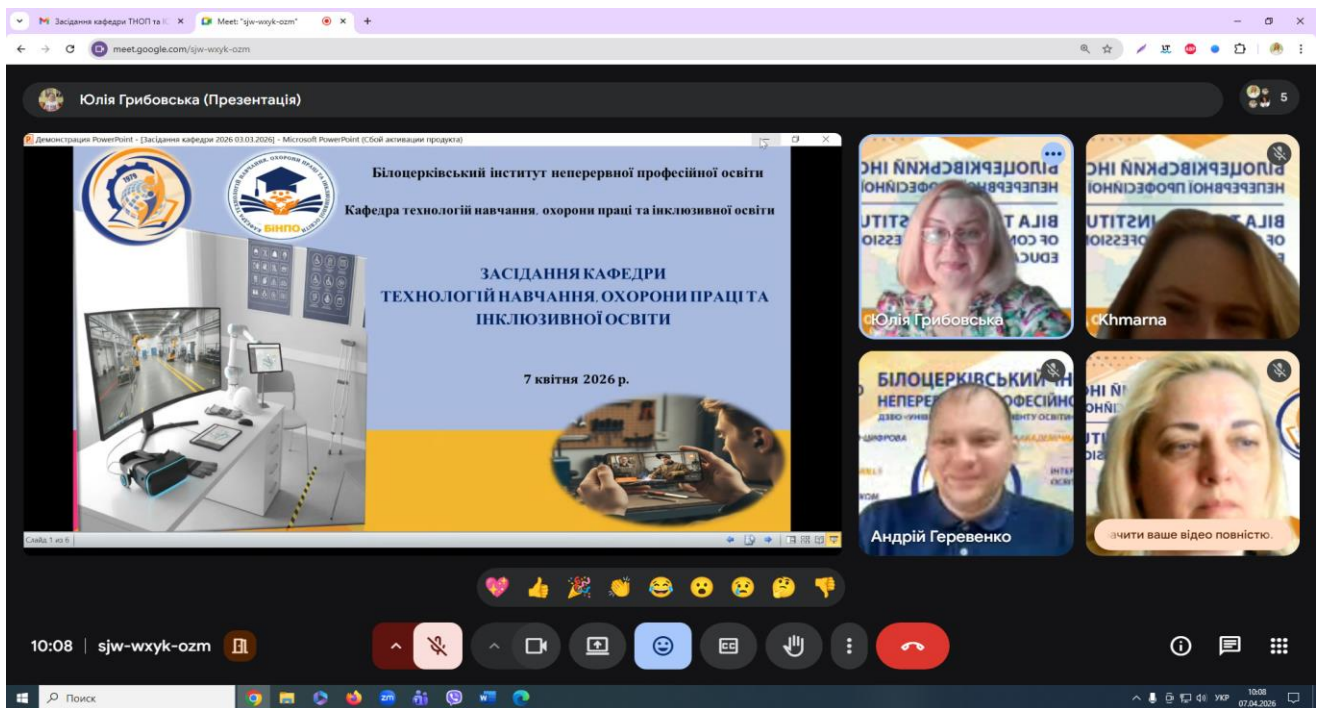 Засідання кафедри ТНОП та І
Meet: "sjw-wxyk-ozm"
meet.google.com/sjw-wxyk-ozm
Юлія Грибовська (Презентація)
5
Демонстрация PowerPoint - [Засідання кафедри 2026 03.03.2026] - Microsoft PowerPoint (Сбой активации продукта)
1979
БІНПО
Білоцерківський інститут неперервної професійної освіти
Кафедра технологій навчання, охорони праці та інклюзивної освіти
ЗАСІДАННЯ КАФЕДРИ
ТЕХНОЛОГІЙ НАВЧАННЯ, ОХОРОНИ ПРАЦІ ТА
ІНКЛЮЗИВНОЇ ОСВІТИ
7 квітня 2026 р.
Слайд 1 из 6
Юлія Грибовська
Khmarna
БІЛОЦЕРКІВСЬКИЙ
Андрій Геревенко
ачити ваше відео повністю.
10:08
sjw-wxyk-ozm
Поиск
УКР
10:08
07.04.2026